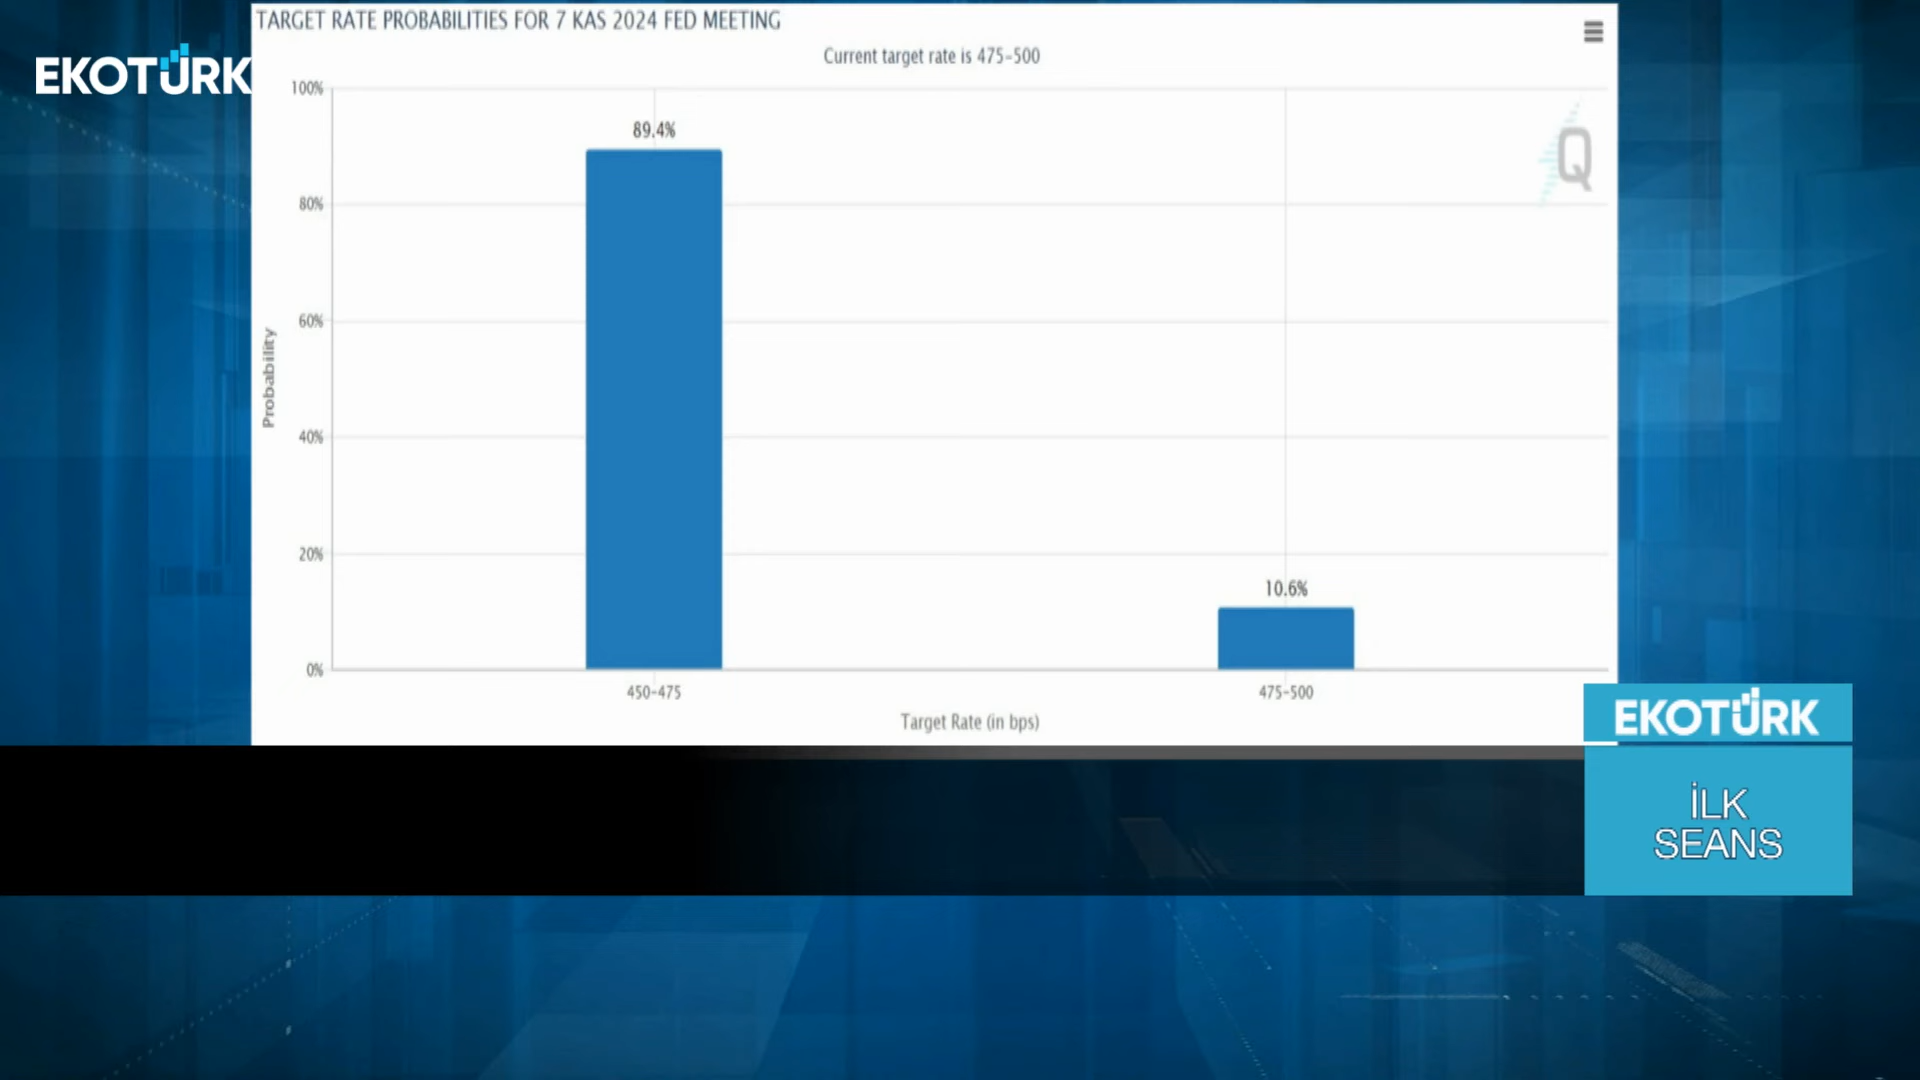 TARGET RATE PROBABILITIES FOR 7 KAS 2024 FED MEETING
Current target rate is 475-500
EKOTÜRK
100%
89.4%
Q
80%
60%
Probability
40%
20%
10.6%
0%
450-475
475-500
Target Rate (in bps)
EKOTÜRK
İLK
SEANS